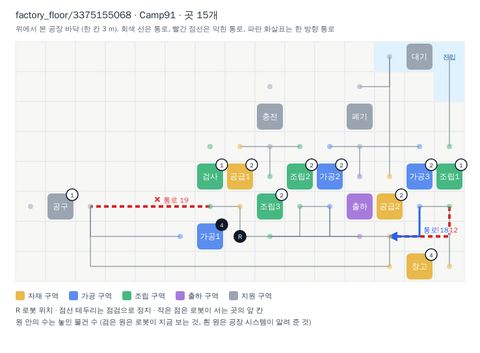 factory_floor/3375155068 · Camp91 · 곳 15개
위에서 본 공장 바닥 (한 칸 3 m). 회색 선은 통로, 빨간 점선은 막힌 통로, 파란 화살표는 한 방향 통로
대기
충전
폐기
검사 1
공급1 2
조립2 2
가공2 2
가공3 2
조립1 1
공구 1
✕ 통로 19
조립3 2
출하
공급2 2
가공1 4
R
창고 4
자재 구역
가공 구역
조립 구역
출하 구역
지원 구역
R 로봇 위치 · 점선 테두리는 점검으로 정지 · 작은 점은 로봇이 서는 곳의 앞 칸
원 안의 수는 놓인 물건 수 (검은 원은 로봇이 지금 보는 것, 흰 원은 공장 시스템이 알려 준 것)